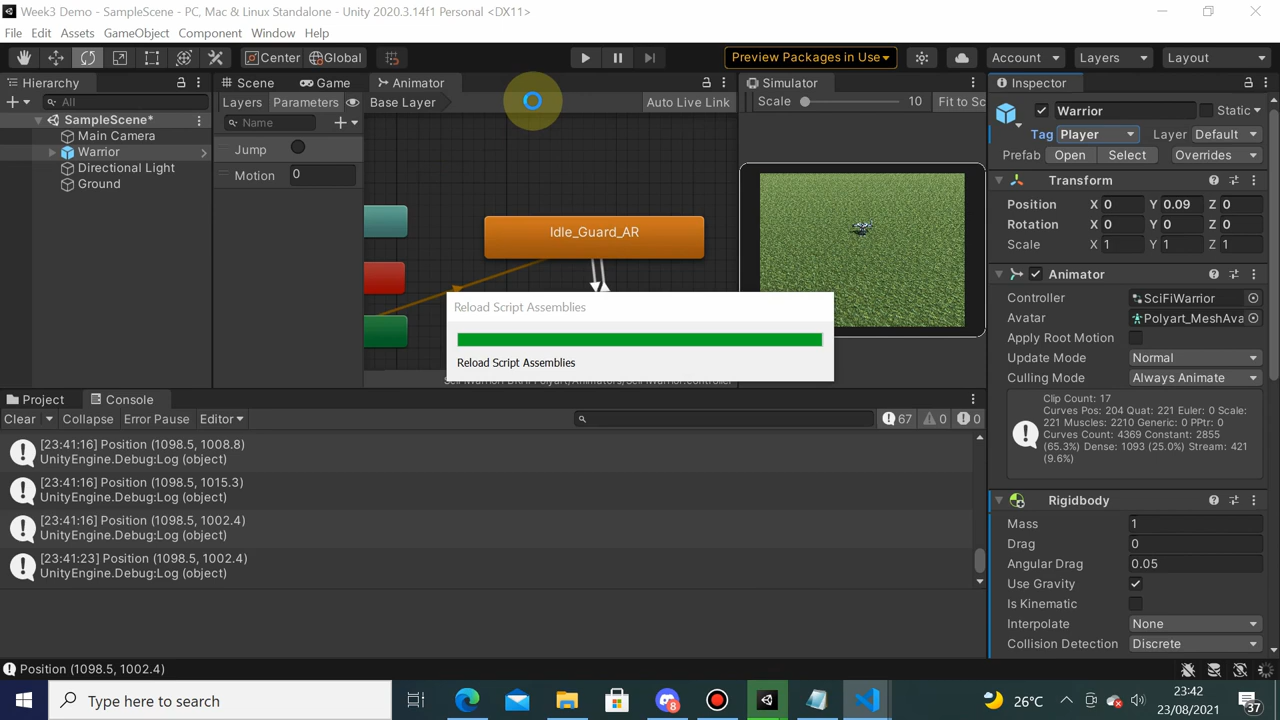 Week3 Demo - SampleScene - PC, Mac & Linux Standalone - Unity 2020.3.14f1 Personal <DX11>
File Edit Assets GameObject Component Window Help
Center Global Preview Packages in Use Account Layers Layout
Hierarchy Scene Game Animator Simulator Inspector
All Layers Parameters Base Layer Auto Live Link Scale 10 Fit to Sc Warrior Static
SampleScene* Name
Main Camera Tag Player Layer Default
Warrior Jump Prefab Open Select Overrides
Directional Light Motion 0 Transform
Ground Position X 0 Y 0.09 Z 0
Rotation X 0 Y 0 Z 0
Idle_Guard_AR
Scale X 1 Y 1 Z 1
Animator
Controller SciFiWarrior
Reload Script Assemblies Avatar Polyart_MeshAva
Apply Root Motion
Reload Script Assemblies Update Mode Normal
Culling Mode Always Animate
Project Console Clip Count: 17
Curves Pos: 204 Quat: 221 Euler: 0 Scale:
Clear Collapse Error Pause Editor 67 0 0 221 Muscles: 2210 Generic: 0 PPtr: 0
Curves Count: 4369 Constant: 2855
[23:41:16] Position (1098.5, 1008.8) (65.3%) Dense: 1093 (25.0%) Stream: 421
UnityEngine.Debug:Log (object) (9.6%)
[23:41:16] Position (1098.5, 1015.3)
UnityEngine.Debug:Log (object) Rigidbody
[23:41:16] Position (1098.5, 1002.4) Mass 1
UnityEngine.Debug:Log (object) Drag 0
[23:41:23] Position (1098.5, 1002.4) Angular Drag 0.05
UnityEngine.Debug:Log (object) Use Gravity
Is Kinematic
Interpolate None
Collision Detection Discrete
Position (1098.5, 1002.4)
Type here to search 8 26°C 23:42
23/08/2021 37